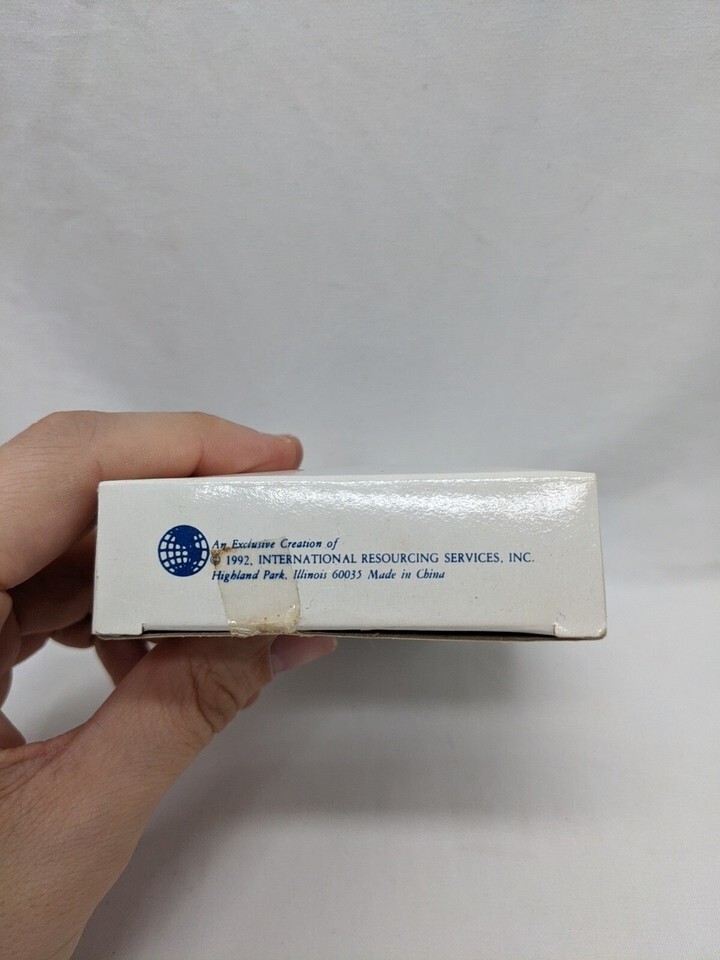 An Exclusive Creation of
© 1992, INTERNATIONAL RESOURCING SERVICES, INC.
Highland Park, Illinois 60035 Made in China